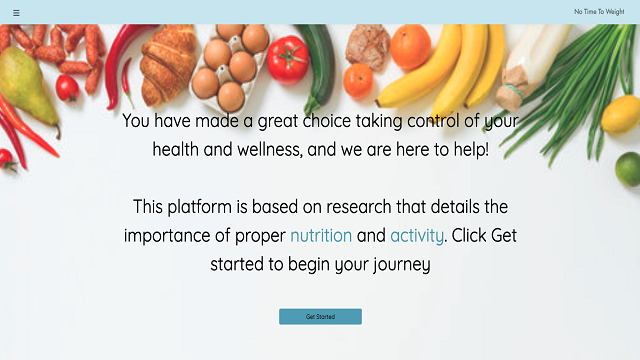 No Time To Weight
You have made a great choice taking control of your
health and wellness, and we are here to help!
This platform is based on research that details the
importance of proper nutrition and activity. Click Get
started to begin your journey
Get Started